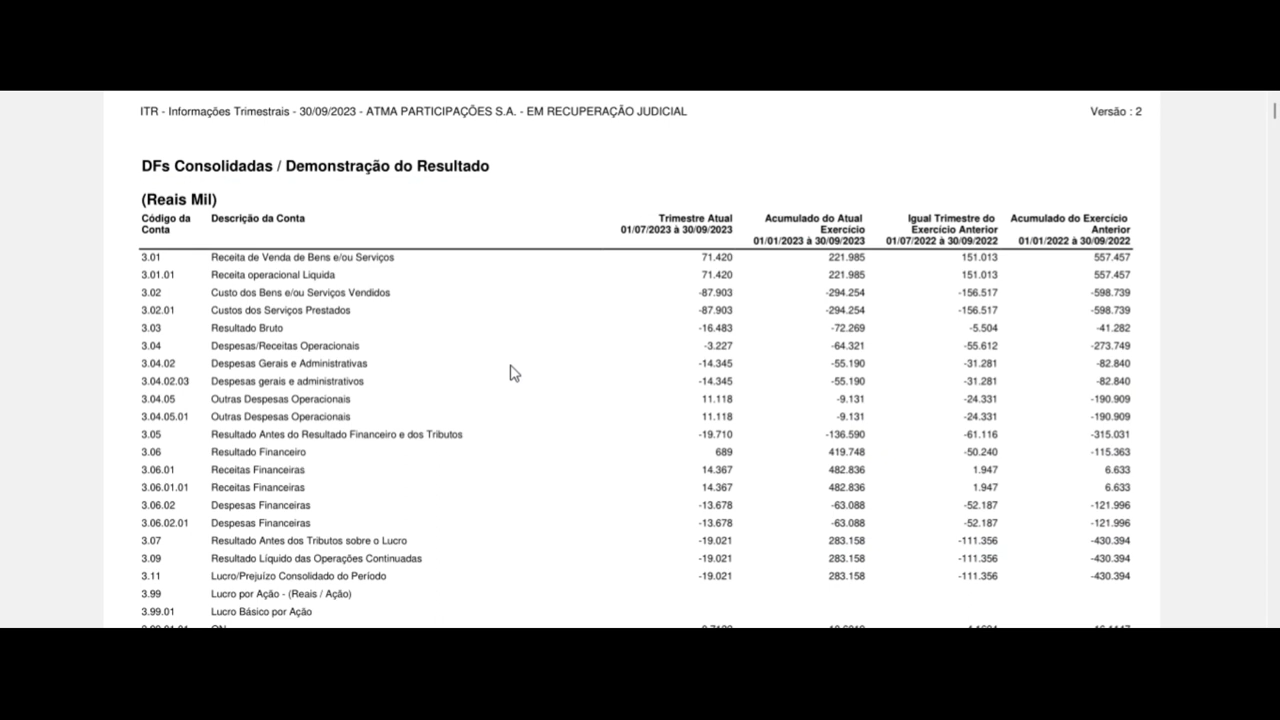 ITR - Informações Trimestrais - 30/09/2023 - ATMA PARTICIPAÇÕES S.A. - EM RECUPERAÇÃO JUDICIAL Versão : 2
DFs Consolidadas / Demonstração do Resultado
(Reais Mil)
Código da Conta Descrição da Conta Trimestre Atual 01/07/2023 à 30/09/2023 Acumulado do Atual Exercício 01/01/2023 à 30/09/2023 Igual Trimestre do Exercício Anterior 01/07/2022 à 30/09/2022 Acumulado do Exercício Anterior 01/01/2022 à 30/09/2022
3.01 Receita de Venda de Bens e/ou Serviços 71.420 221.985 151.013 557.457
3.01.01 Receita operacional Liquida 71.420 221.985 151.013 557.457
3.02 Custo dos Bens e/ou Serviços Vendidos -87.903 -294.254 -156.517 -598.739
3.02.01 Custos dos Serviços Prestados -87.903 -294.254 -156.517 -598.739
3.03 Resultado Bruto -16.483 -72.269 -5.504 -41.282
3.04 Despesas/Receitas Operacionais -3.227 -64.321 -55.612 -273.749
3.04.02 Despesas Gerais e Administrativas -14.345 -55.190 -31.281 -82.840
3.04.02.03 Despesas gerais e administrativos -14.345 -55.190 -31.281 -82.840
3.04.05 Outras Despesas Operacionais 11.118 -9.131 -24.331 -190.909
3.04.05.01 Outras Despesas Operacionais 11.118 -9.131 -24.331 -190.909
3.05 Resultado Antes do Resultado Financeiro e dos Tributos -19.710 -136.590 -61.116 -315.031
3.06 Resultado Financeiro 689 419.748 -50.240 -115.363
3.06.01 Receitas Financeiras 14.367 482.836 1.947 6.633
3.06.01.01 Receitas Financeiras 14.367 482.836 1.947 6.633
3.06.02 Despesas Financeiras -13.678 -63.088 -52.187 -121.996
3.06.02.01 Despesas Financeiras -13.678 -63.088 -52.187 -121.996
3.07 Resultado Antes dos Tributos sobre o Lucro -19.021 283.158 -111.356 -430.394
3.09 Resultado Líquido das Operações Continuadas -19.021 283.158 -111.356 -430.394
3.11 Lucro/Prejuízo Consolidado do Período -19.021 283.158 -111.356 -430.394
3.99 Lucro por Ação - (Reais / Ação)
3.99.01 Lucro Básico por Ação